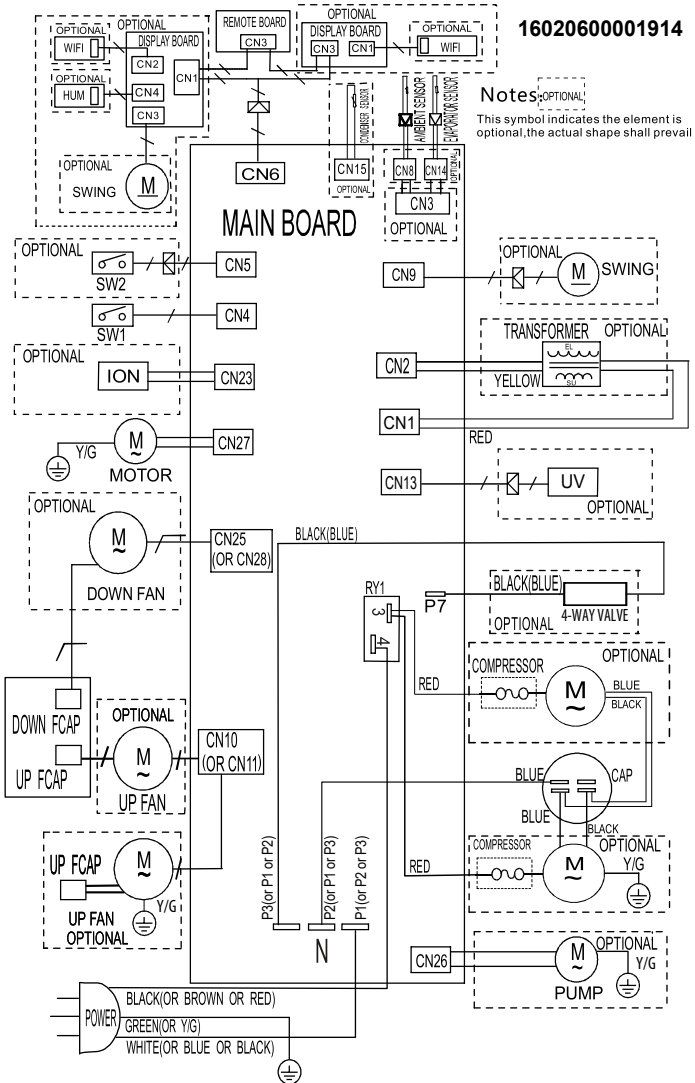 16020600001914
Notes:
OPTIONAL
This symbol indicates the element is
optional,the actual shape shall prevail
OPTIONAL
OPTIONAL
WIFI
DISPLAY BOARD
CN2
CN1
OPTIONAL
HUM
CN4
CN3
OPTIONAL
SWING
M
REMOTE BOARD
CN3
OPTIONAL
DISPLAY BOARD
CN3
CN1
OPTIONAL
WIFI
CN6
CONDENSER SENSOR
CN15
OPTIONAL
AMBIENT SENSOR
EVAPORATOR SENSOR
CN8
CN14
OPTIONAL
CN3
OPTIONAL
MAIN BOARD
OPTIONAL
SW2
CN5
SW1
CN4
OPTIONAL
ION
CN23
Y/G
M
~
MOTOR
CN27
OPTIONAL
M
~
DOWN FAN
CN25
(OR CN28)
DOWN FCAP
UP FCAP
OPTIONAL
M
~
UP FAN
CN10
(OR CN11)
UP FCAP
M
~
Y/G
UP FAN
OPTIONAL
CN9
OPTIONAL
M
SWING
CN2
TRANSFORMER
OPTIONAL
EL
SU
YELLOW
CN1
RED
CN13
UV
OPTIONAL
BLACK(BLUE)
P7
BLACK(BLUE)
4-WAY VALVE
OPTIONAL
RY1
3
4
RED
COMPRESSOR
OPTIONAL
M
~
BLUE
BLACK
BLUE
CAP
BLUE
BLACK
RED
COMPRESSOR
M
~
OPTIONAL
Y/G
P3(or P1 or P2)
P2(or P1 or P3)
P1(or P2 or P3)
N
CN26
M
~
PUMP
OPTIONAL
Y/G
POWER
BLACK(OR BROWN OR RED)
GREEN(OR Y/G)
WHITE(OR BLUE OR BLACK)